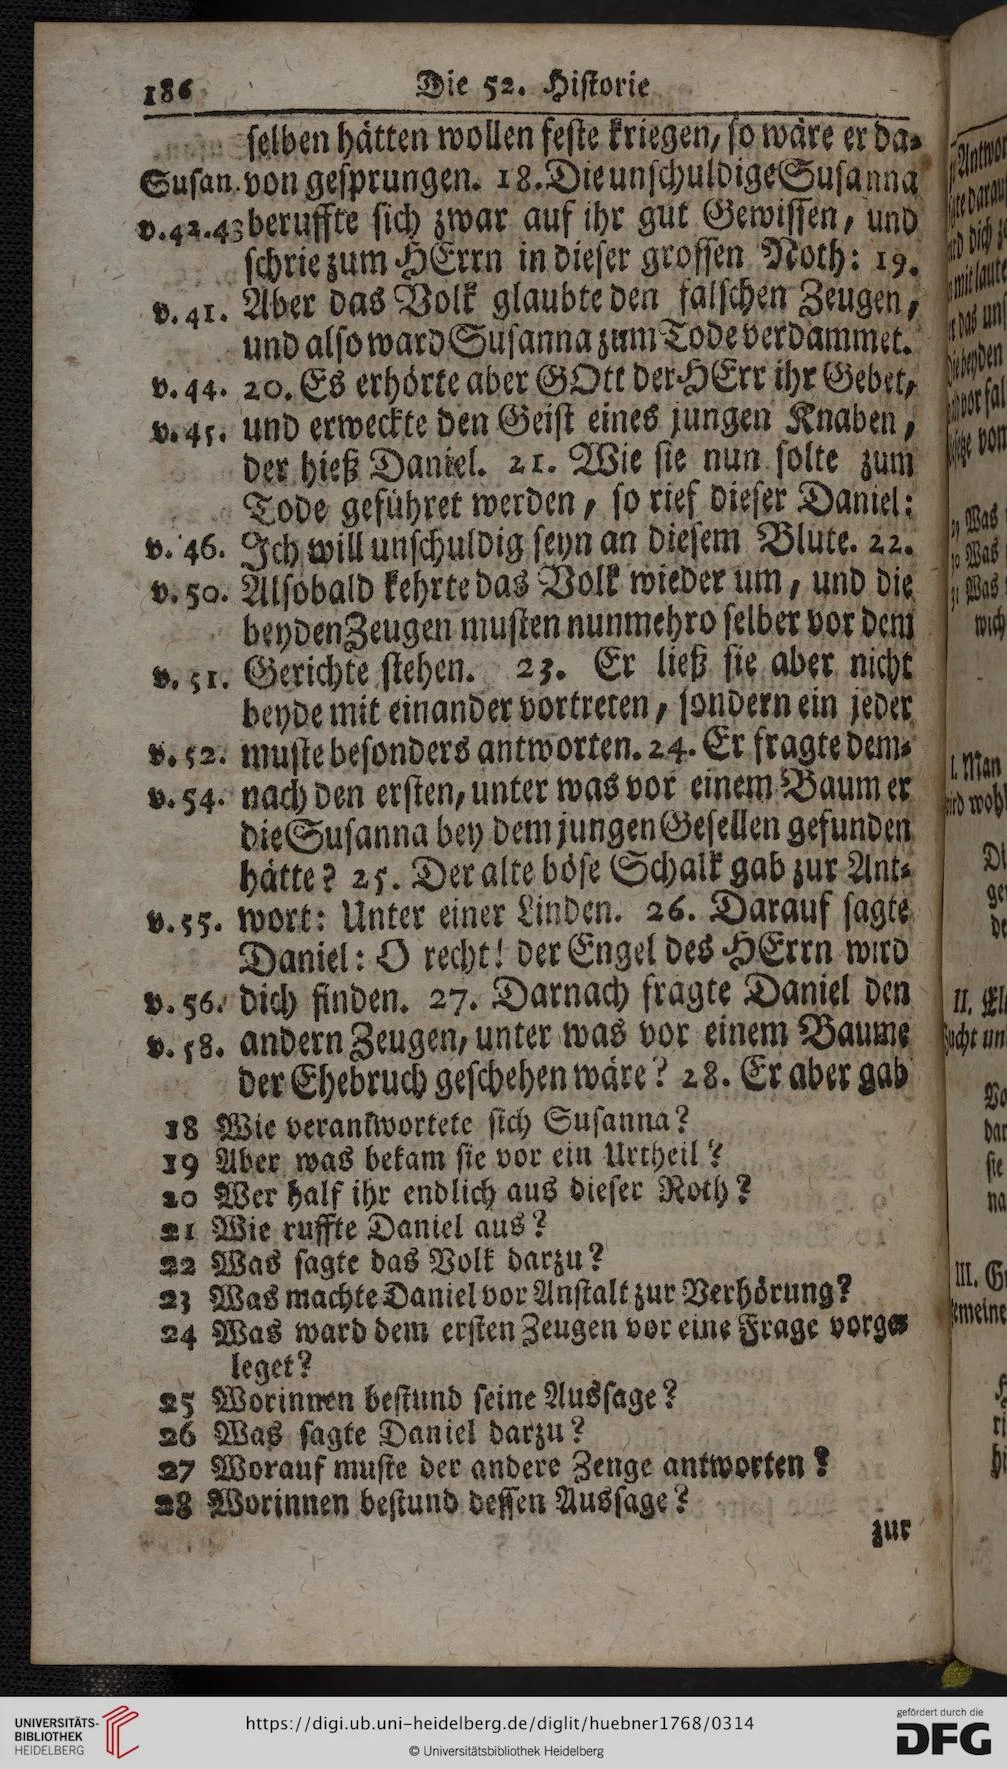 186 Die 52. Historie
selben hätten wollen feste kriegen, so wäre er da-
Susan. von gesprungen. 18. Die unschuldige Susanna
v.42.43 beruffte sich zwar auf ihr gut Gewissen, und
schrie zum HErrn in dieser grossen Noth: 19.
v. 41. Aber das Volk glaubte den falschen Zeugen,
und also ward Susanna zum Tode verdammet.
v. 44. 20. Es erhörte aber GOtt der HErr ihr Gebet,
v. 45. und erweckte den Geist eines jungen Knaben,
der hieß Daniel. 21. Wie sie nun solte zum
Tode geführet werden, so rief dieser Daniel:
v. 46. Ich will unschuldig seyn an diesem Blute. 22.
v. 50. Alsobald kehrte das Volk wieder um, und die
beyden Zeugen musten nunmehro selber vor dem
v. 51. Gerichte stehen. 23. Er ließ sie aber nicht
beyde mit einander vortreten, sondern ein jeder
v. 52. muste besonders antworten. 24. Er fragte dem-
v. 54. nach den ersten, unter was vor einem Baum er
die Susanna bey dem jungen Gesellen gefunden
hätte? 25. Der alte böse Schalk gab zur Ant-
v. 55. wort: Unter einer Linden. 26. Darauf sagte
Daniel: O recht! der Engel des HErrn wird
v. 56. dich finden. 27. Darnach fragte Daniel den
v. 58. andern Zeugen, unter was vor einem Baume
der Ehebruch geschehen wäre? 28. Er aber gab
18 Wie verantwortete sich Susanna?
19 Aber was bekam sie vor ein Urtheil?
20 Wer half ihr endlich aus dieser Noth?
21 Wie ruffte Daniel aus?
22 Was sagte das Volk darzu?
23 Was machte Daniel vor Anstalt zur Verhörung?
24 Was ward dem ersten Zeugen vor eine Frage vorge-
leget?
25 Worinnen bestund seine Aussage?
26 Was sagte Daniel darzu?
27 Worauf muste der andere Zeuge antworten?
28 Worinnen bestund dessen Aussage?
zur
UNIVERSITÄTS-
BIBLIOTHEK
HEIDELBERG
https://digi.ub.uni-heidelberg.de/diglit/huebner1768/0314
© Universitätsbibliothek Heidelberg
gefördert durch die
DFG